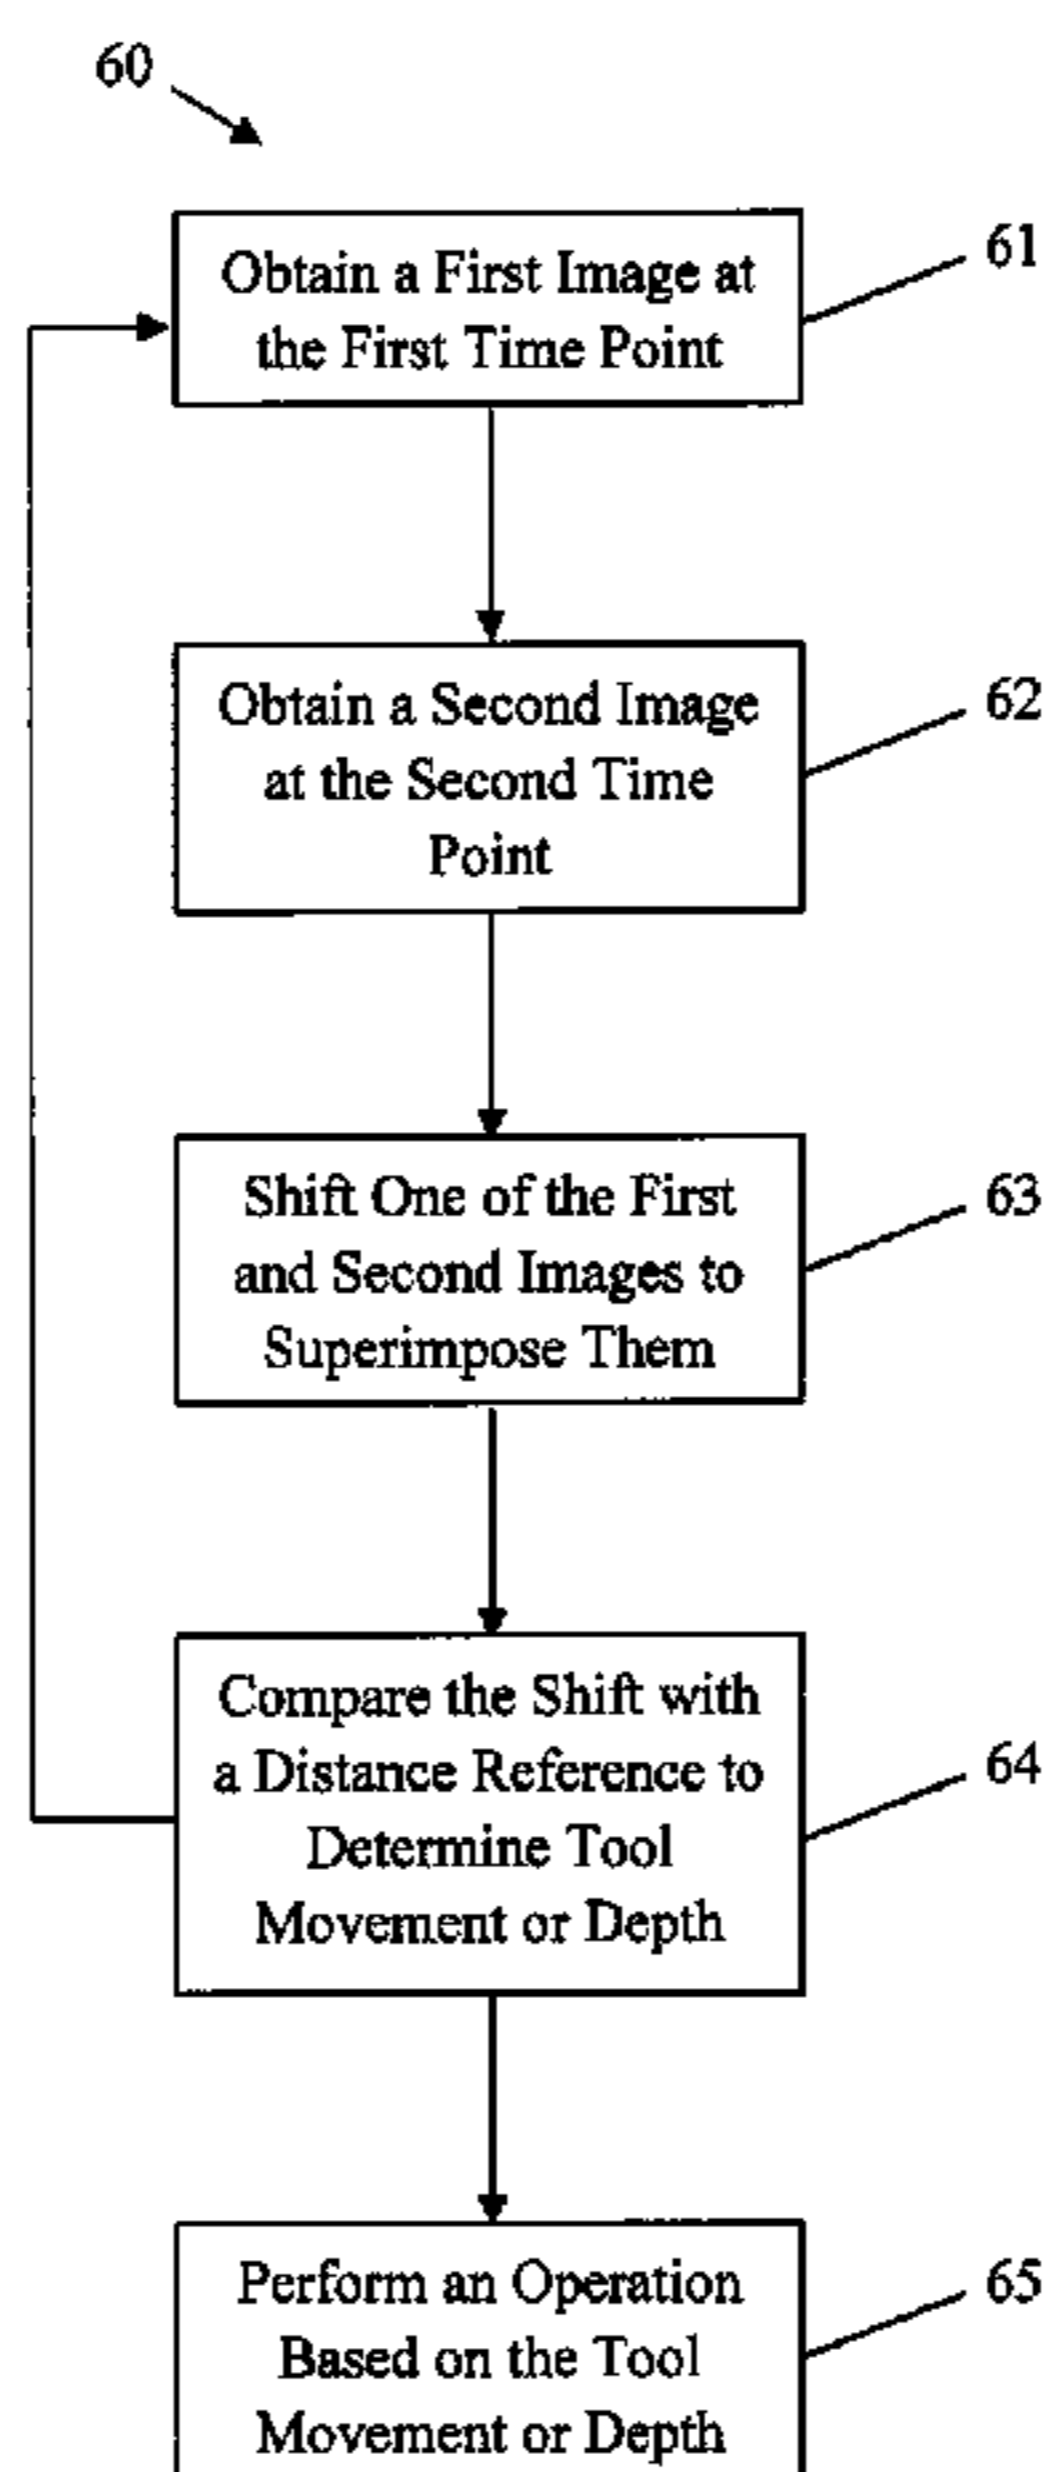 60
Obtain a First Image at
the First Time Point
61
Obtain a Second Image
at the Second Time
Point
62
Shift One of the First
and Second Images to
Superimpose Them
63
Compare the Shift with
a Distance Reference to
Determine Tool
Movement or Depth
64
Perform an Operation
Based on the Tool
Movement or Depth
65